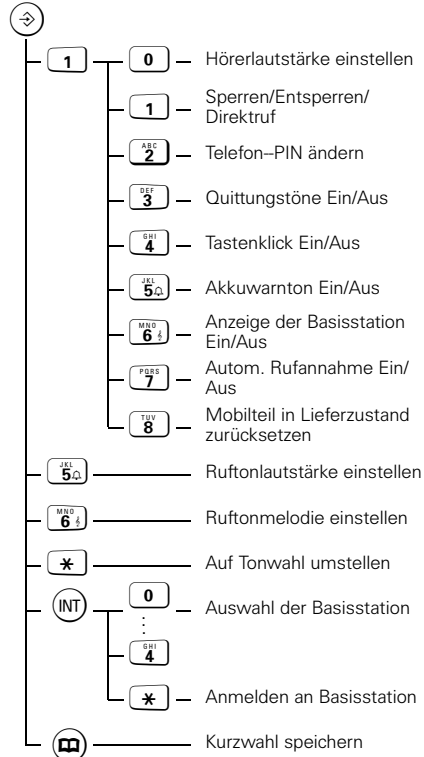 1
0 Hörerlautstärke einstellen
1 Sperren/Entsperren/
Direktruf
ABC
2 Telefon--PIN ändern
DEF
3 Quittungstöne Ein/Aus
GHI
4 Tastenklick Ein/Aus
JKL
5 Akkuwarnton Ein/Aus
MNO
6 Anzeige der Basisstation
Ein/Aus
PQRS
7 Autom. Rufannahme Ein/
Aus
TUV
8 Mobilteil in Lieferzustand
zurücksetzen
JKL
5 Ruftonlautstärke einstellen
MNO
6 Ruftonmelodie einstellen
* Auf Tonwahl umstellen
INT
0 Auswahl der Basisstation
GHI
4
* Anmelden an Basisstation
Kurzwahl speichern